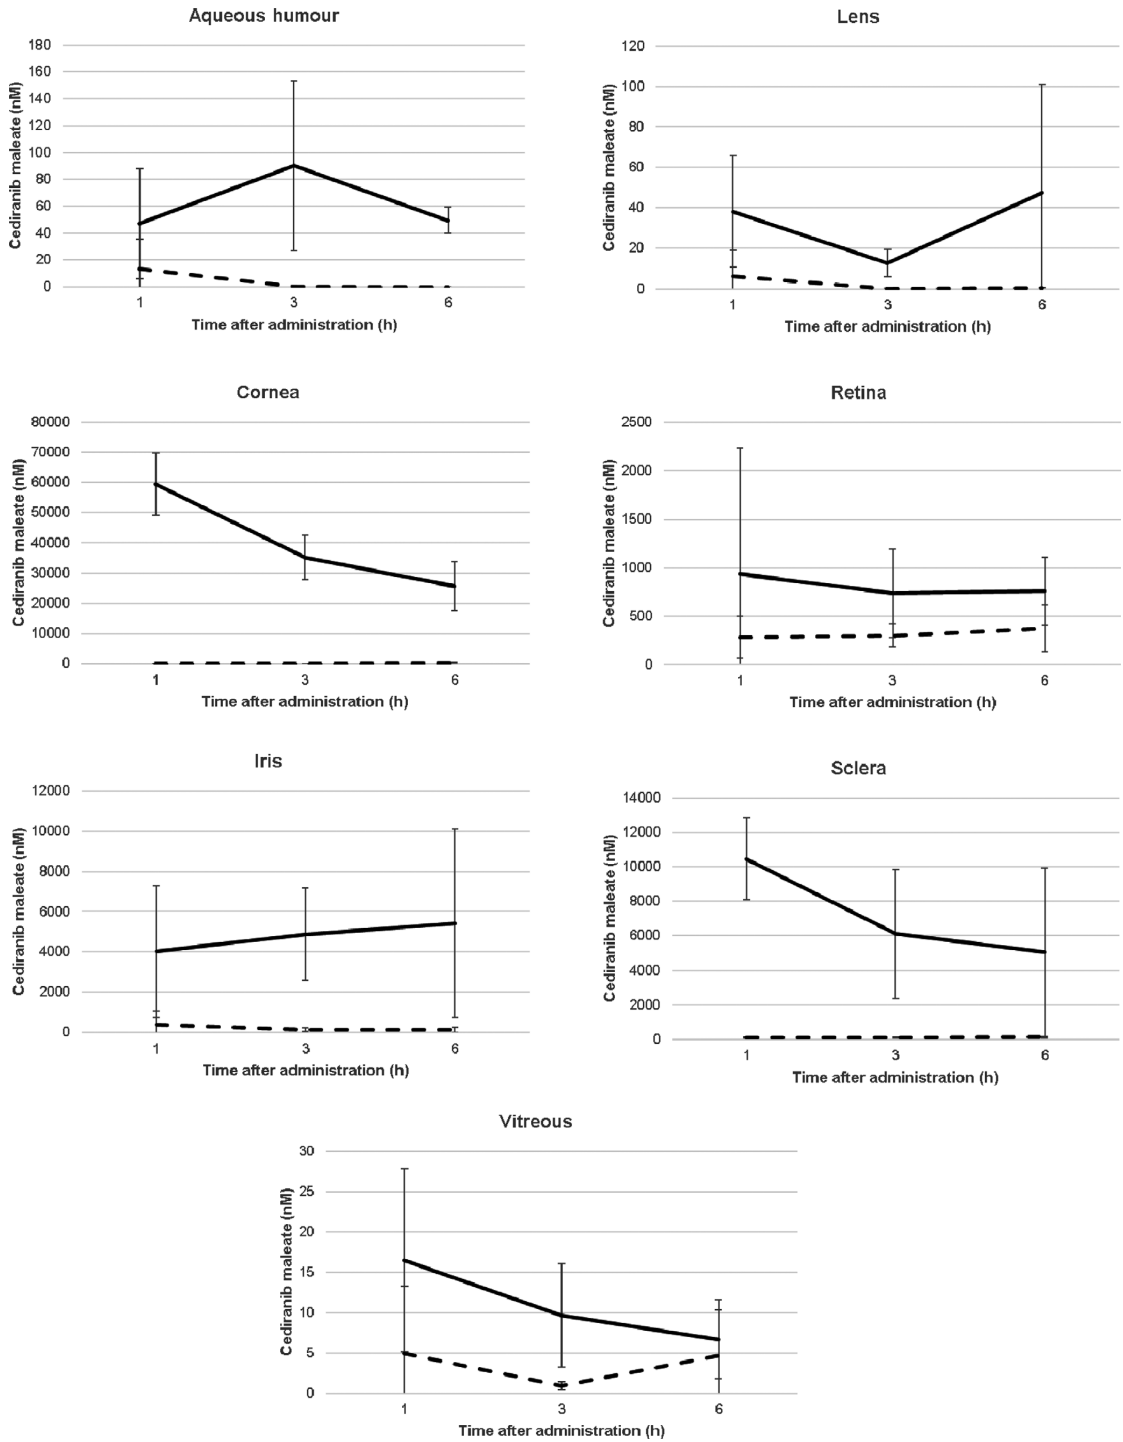 Aqueous humour
Cediranib maleate (nM)
180
160
140
120
100
80
60
40
20
0
1 3 6
Time after administration (h)
Lens
Cediranib maleate (nM)
120
100
80
60
40
20
0
1 3 6
Time after administration (h)
Cornea
Cediranib maleate (nM)
80000
70000
60000
50000
40000
30000
20000
10000
0
1 3 6
Time after administration (h)
Retina
Cediranib maleate (nM)
2500
2000
1500
1000
500
0
1 3 6
Time after administration (h)
Iris
Cediranib maleate (nM)
12000
10000
8000
6000
4000
2000
0
1 3 6
Time after administration (h)
Sclera
Cediranib maleate (nM)
14000
12000
10000
8000
6000
4000
2000
0
1 3 6
Time after administration (h)
Vitreous
Cediranib maleate (nM)
30
25
20
15
10
5
0
1 3 6
Time after administration (h)